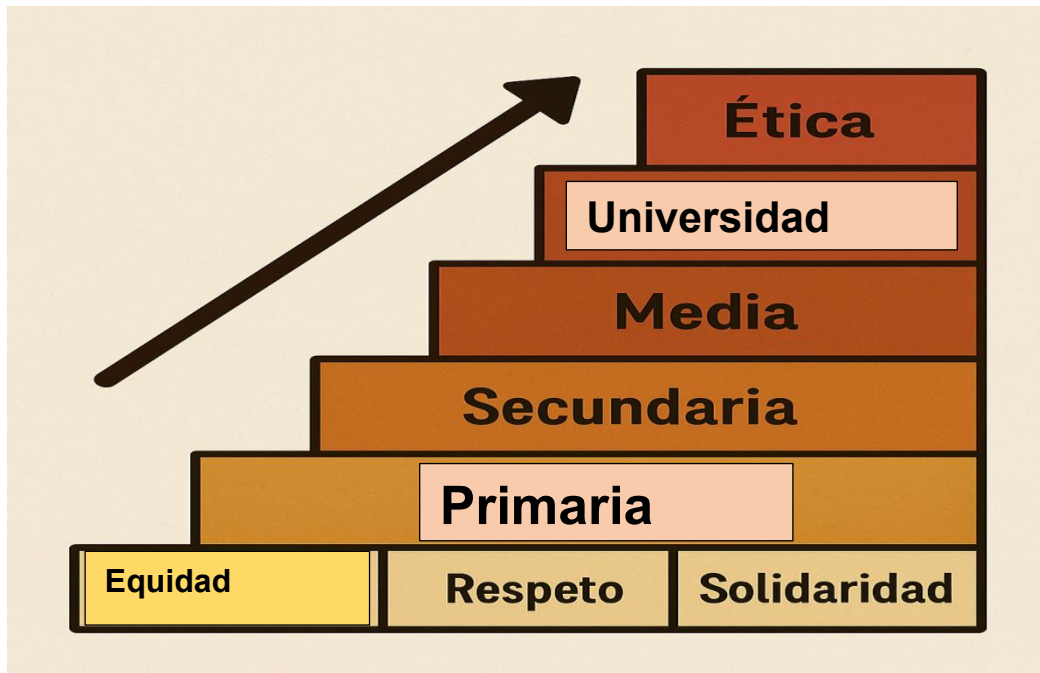 Ética
Universidad
Media
Secundaria
Primaria
Equidad Respeto Solidaridad